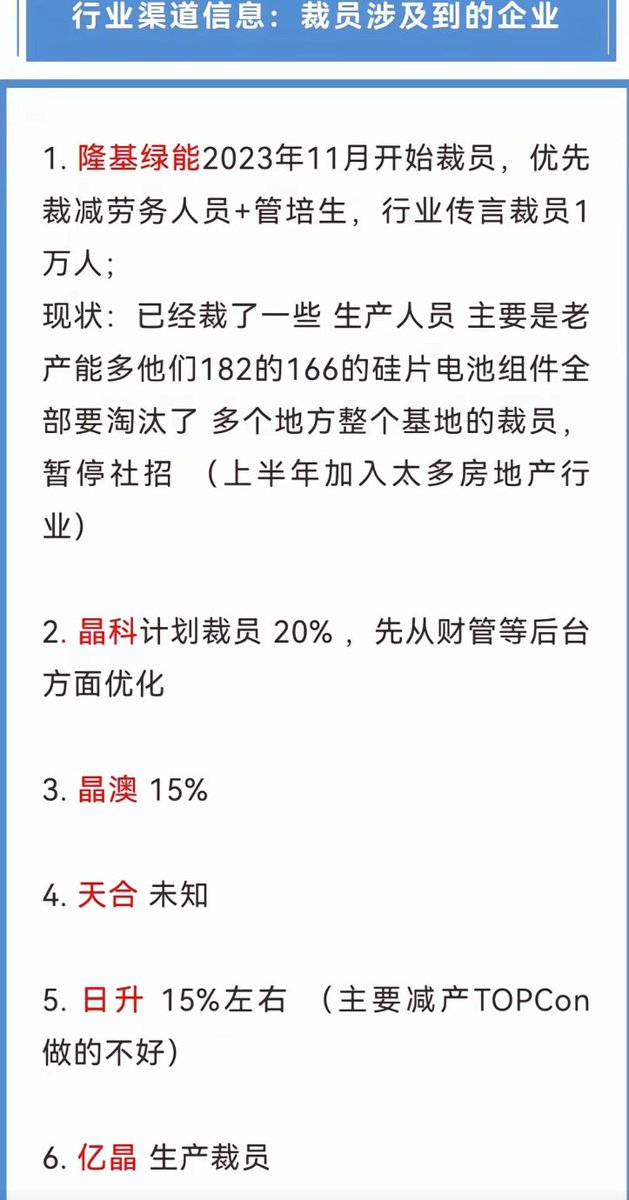 行业渠道信息：裁员涉及到的企业
1. 隆基绿能2023年11月开始裁员，优先
裁减劳务人员+管培生，行业传言裁员1
万人；
现状：已经裁了一些 生产人员 主要是老
产能多他们182的166的硅片电池组件全
部要淘汰了 多个地方整个基地的裁员，
暂停社招 （上半年加入太多房地产行
业）
2. 晶科计划裁员 20% ，先从财管等后台
方面优化
3. 晶澳 15%
4. 天合 未知
5. 日升 15%左右 （主要减产TOPCon
做的不好）
6. 亿晶 生产裁员